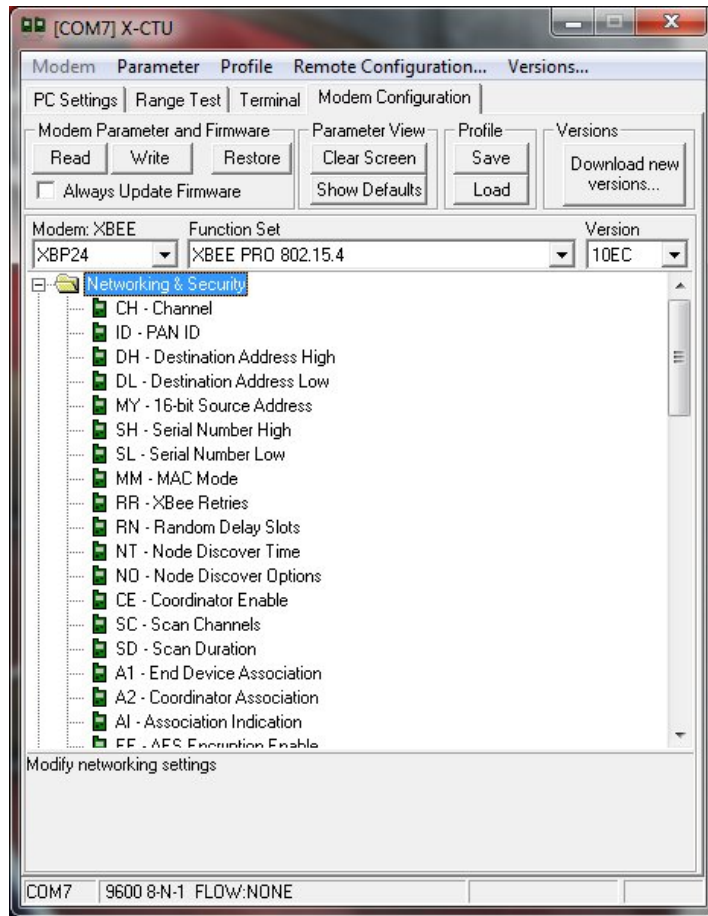 [COM7] X-CTU
Modem Parameter Profile Remote Configuration... Versions...
PC Settings Range Test Terminal Modem Configuration
Modem Parameter and Firmware Parameter View Profile Versions
Read Write Restore Clear Screen Save Download new versions...
Always Update Firmware Show Defaults Load
Modem: XBEE Function Set Version
XBP24 XBEE PRO 802.15.4 10EC
Networking & Security
CH - Channel
ID - PAN ID
DH - Destination Address High
DL - Destination Address Low
MY - 16-bit Source Address
SH - Serial Number High
SL - Serial Number Low
MM - MAC Mode
RR - XBee Retries
RN - Random Delay Slots
NT - Node Discover Time
NO - Node Discover Options
CE - Coordinator Enable
SC - Scan Channels
SD - Scan Duration
A1 - End Device Association
A2 - Coordinator Association
AI - Association Indication
EE - AES Encryption Enable
Modify networking settings
COM7 9600 8-N-1 FLOW:NONE